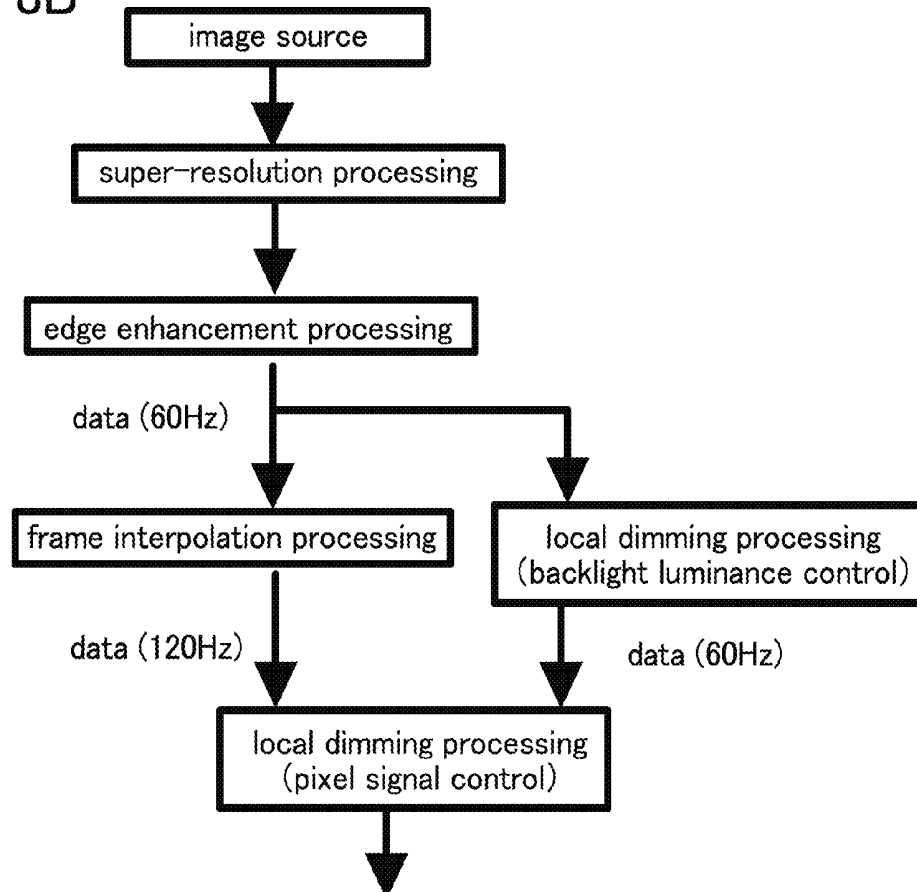 image source
super-resolution processing
edge enhancement processing
data (60Hz)
frame interpolation processing
local dimming processing
(backlight luminance control)
data (120Hz)
data (60Hz)
local dimming processing
(pixel signal control)